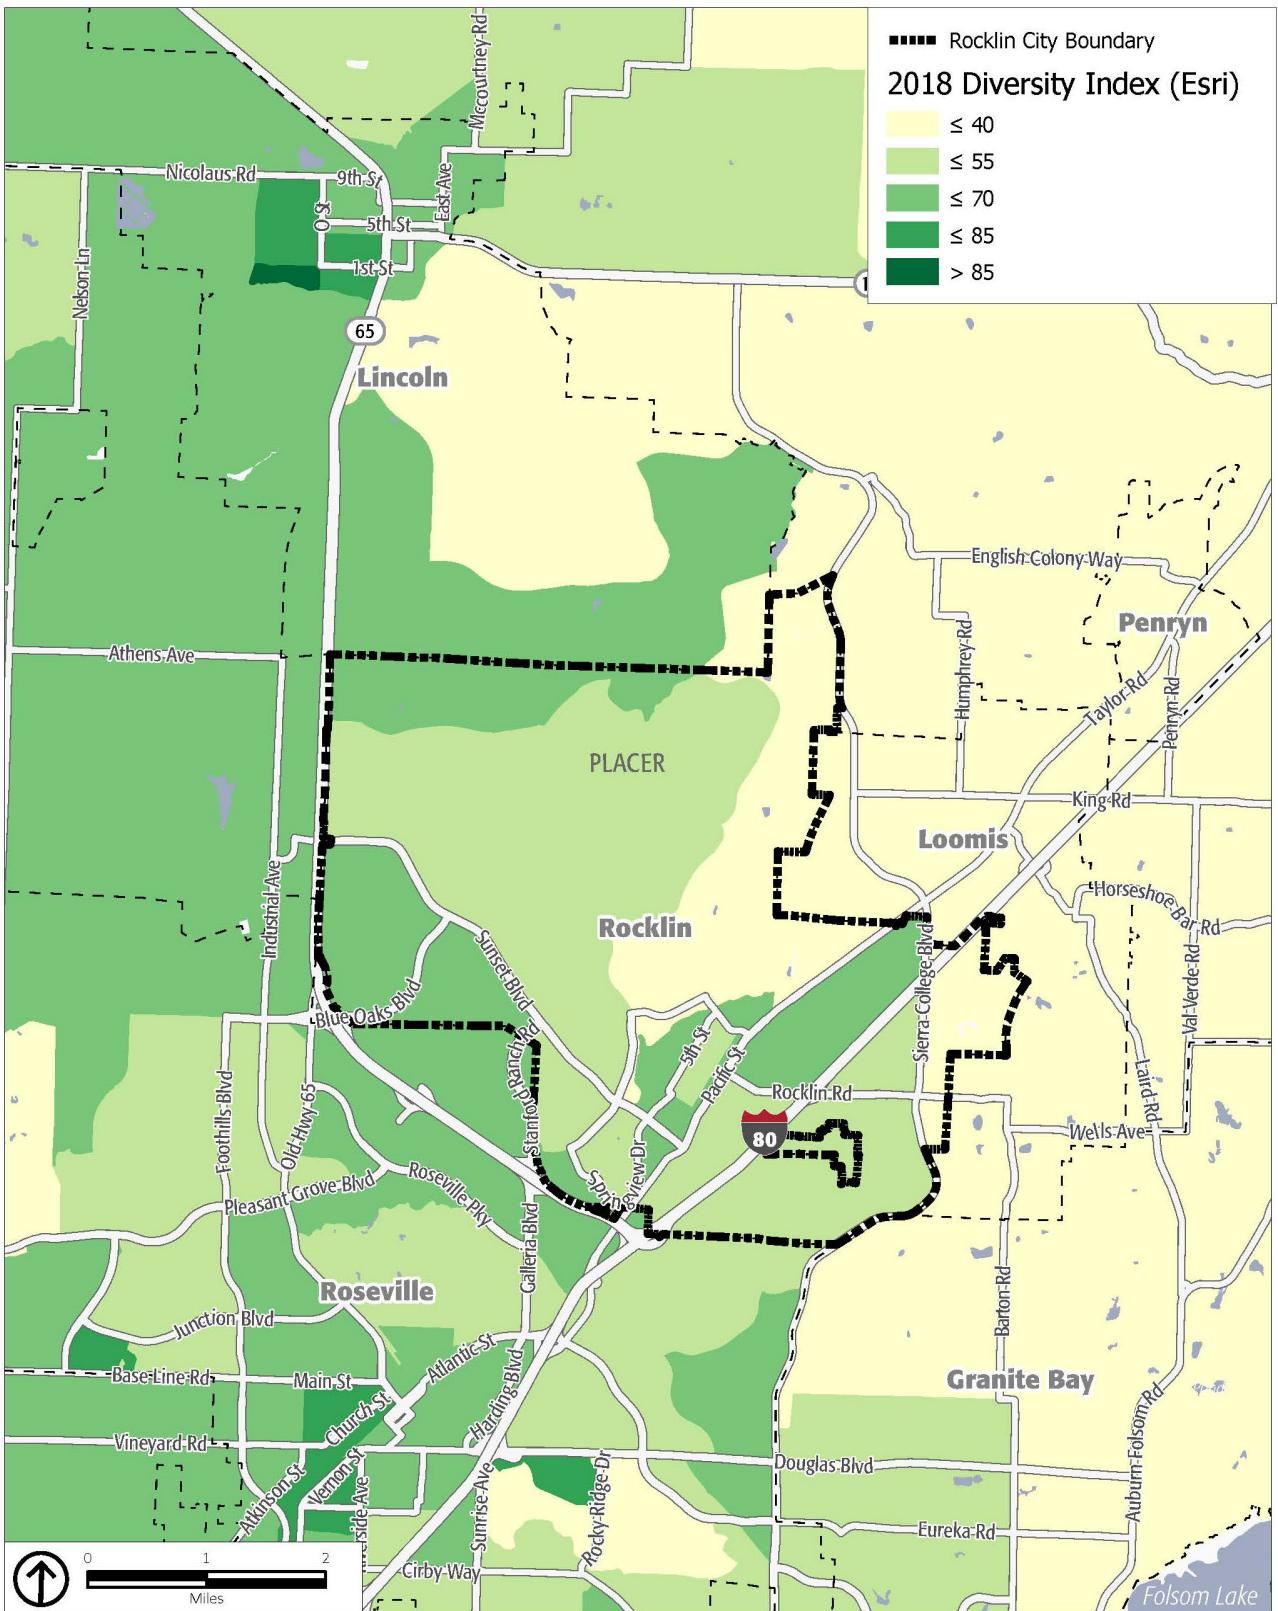 Rocklin City Boundary
2018 Diversity Index (Esri)
≤ 40
≤ 55
≤ 70
≤ 85
> 85
Mccourtney Rd
Nicolaus Rd
9th St
East Ave
O St
5th St
1st St
Nelson Ln
65
Lincoln
English Colony Way
Penryn
Athens Ave
Humphrey Rd
Taylor Rd
Penryn Rd
PLACER
King Rd
Loomis
Industrial Ave
Horseshoe Bar Rd
Rocklin
Sunset Blvd
Sierra College Blvd
Val Verde Rd
Blue Oaks Blvd
Stanford Ranch Rd
5th St
Pacific St
Rocklin Rd
Laird Rd
Foothills Blvd
Old Hwy 65
80
Wells Ave
Springview Dr
Pleasant Grove Blvd
Roseville Pky
Galleria Blvd
Roseville
Barton Rd
Junction Blvd
Atlantic St
Base Line Rd
Main St
Granite Bay
Church St
Harding Blvd
Auburn Folsom Rd
Vineyard Rd
Vernon St
Douglas Blvd
Atkinson St
Sunrise Ave
Rocky Ridge Dr
Eureka Rd
Cirby Way
0 1 2
Miles
Folsom Lake